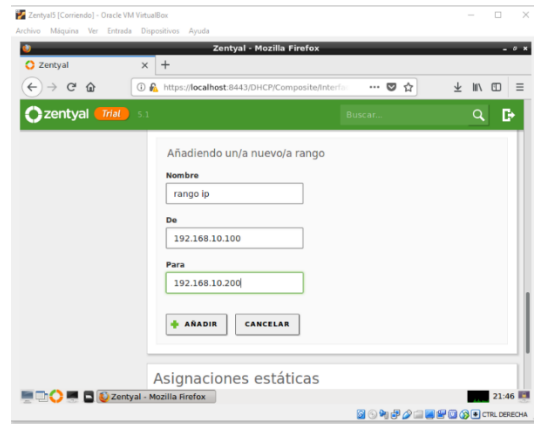 Zentyal5 [Corriendo] - Oracle VM VirtualBox
Archivo Máquina Ver Entrada Dispositivos Ayuda
Zentyal - Mozilla Firefox
Zentyal
https://localhost:8443/DHCP/Composite/Interfa
zentyal Trial 5.1 Buscar...
Añadiendo un/a nuevo/a rango
Nombre
rango ip
De
192.168.10.100
Para
192.168.10.200
AÑADIR CANCELAR
Asignaciones estáticas
Zentyal - Mozilla Firefox 21:46
CTRL DERECHA